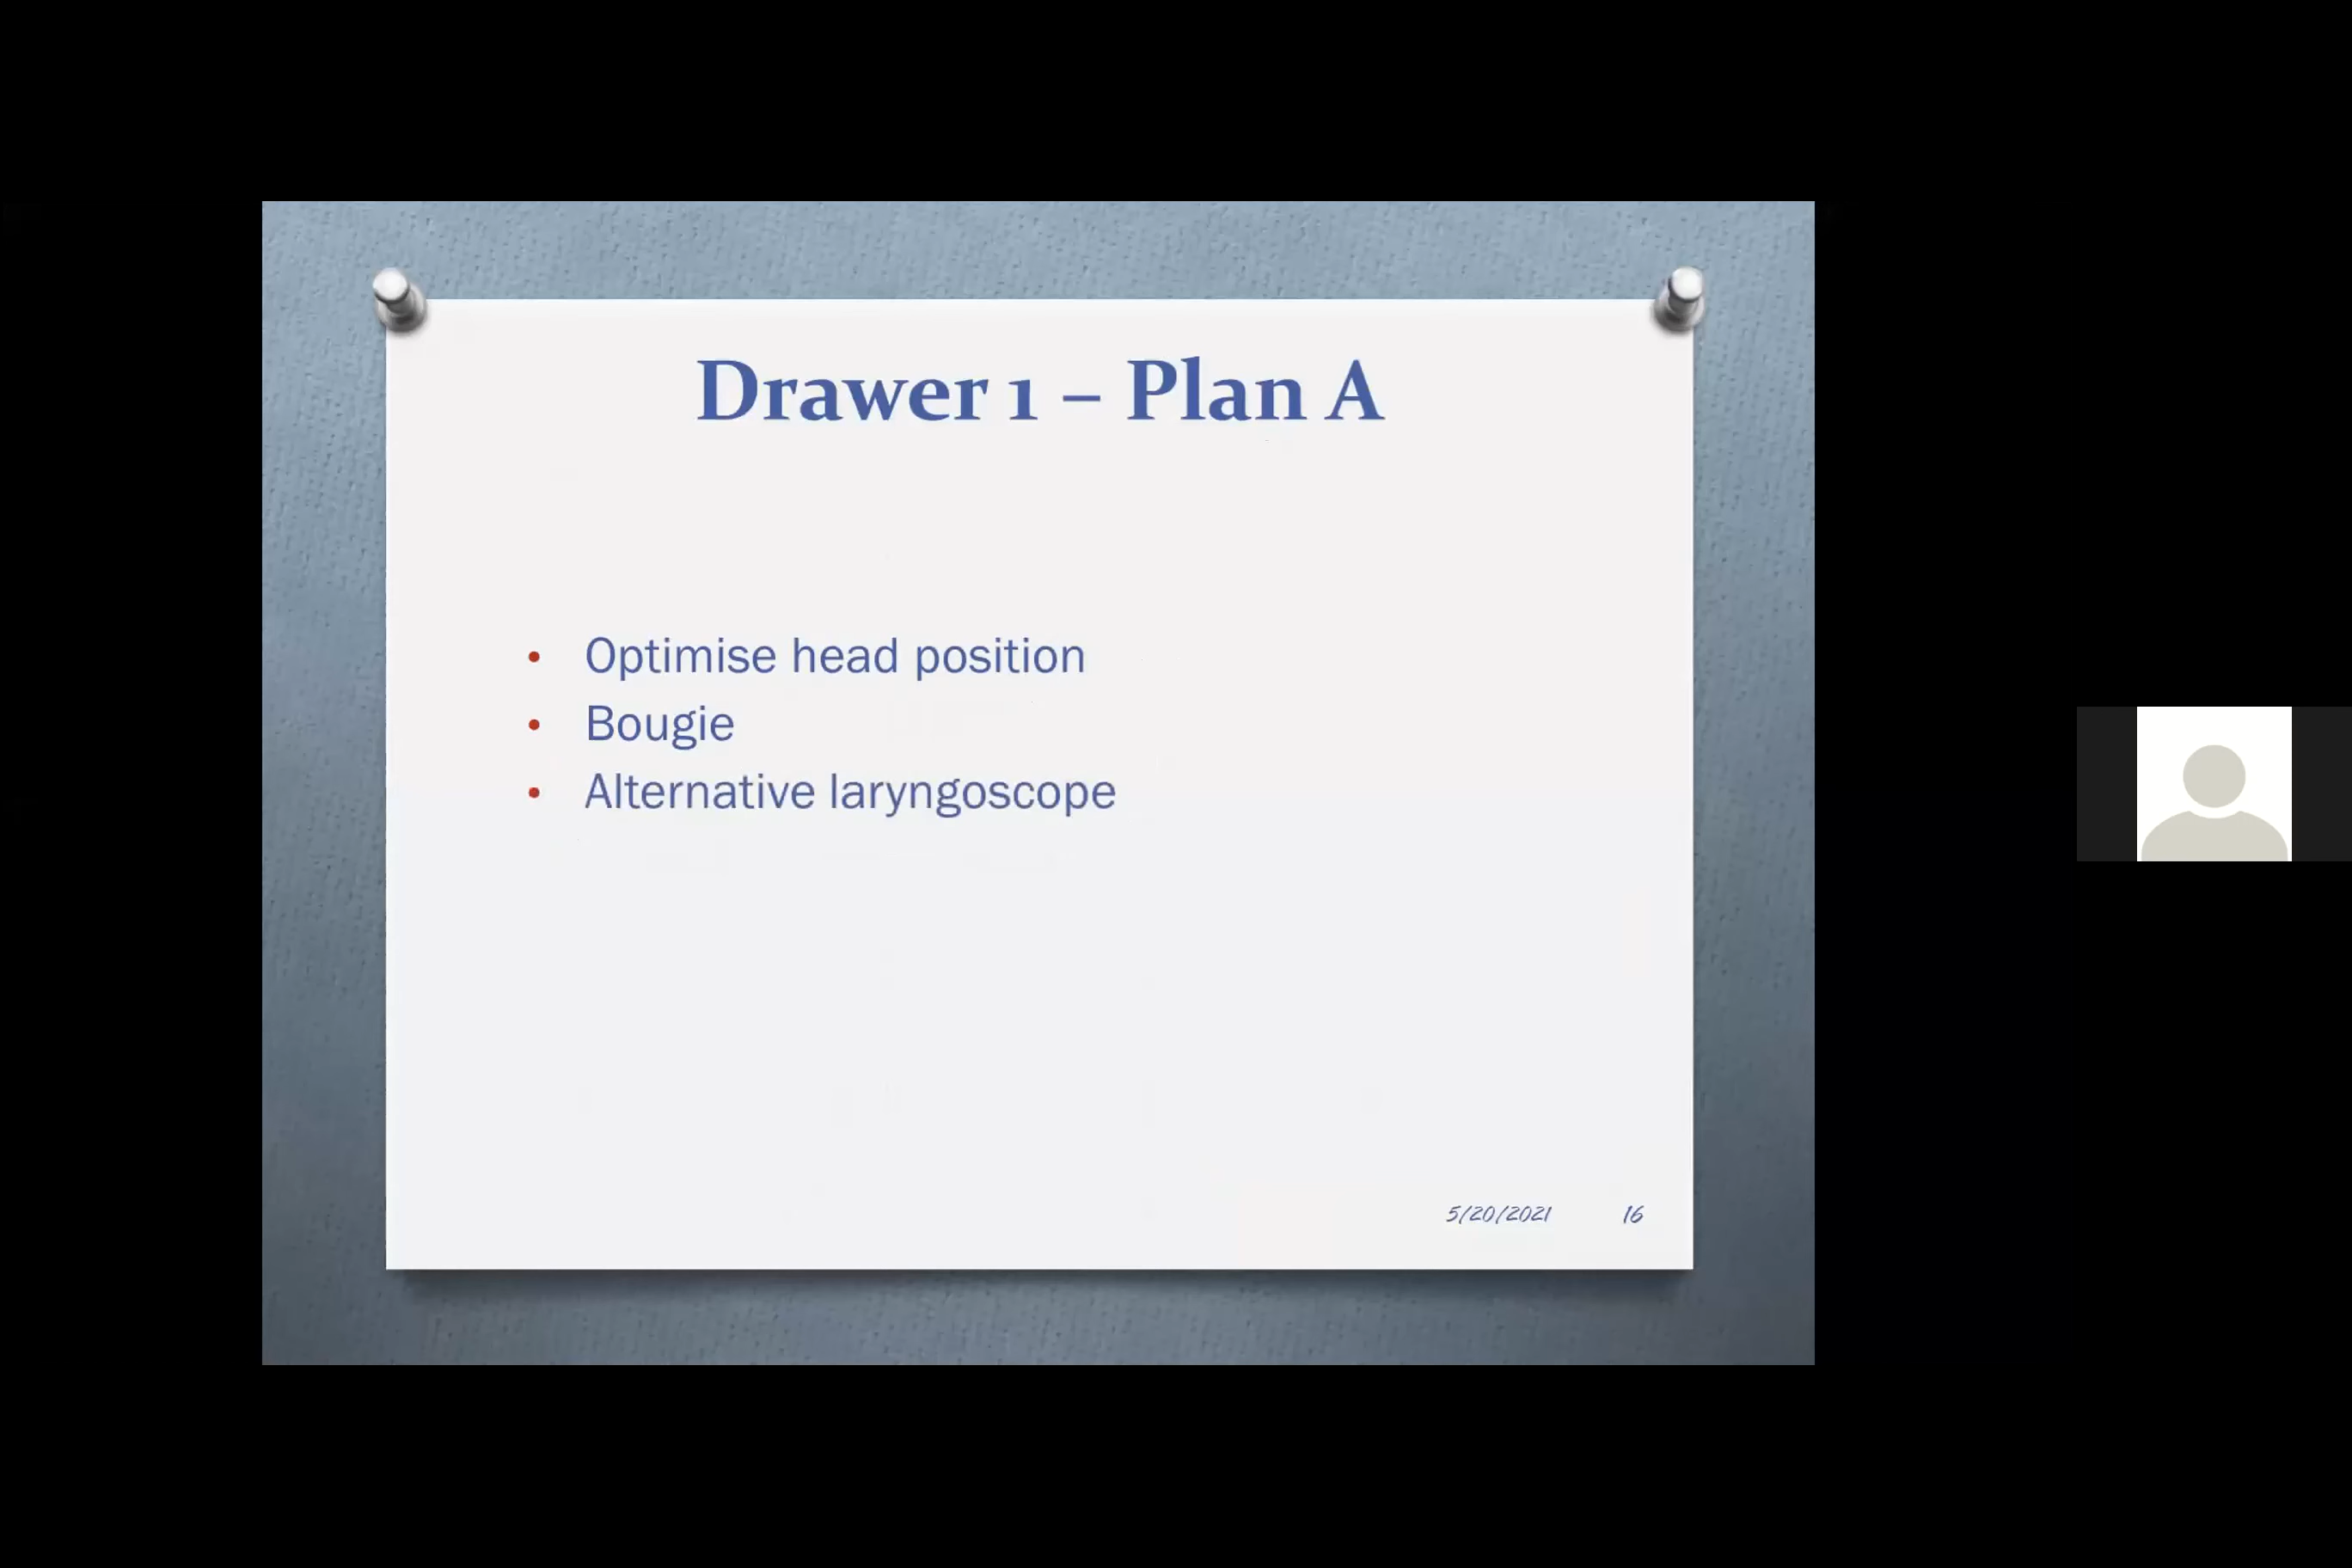 Drawer 1 – Plan A
• Optimise head position
• Bougie
• Alternative laryngoscope
5/20/2021 16